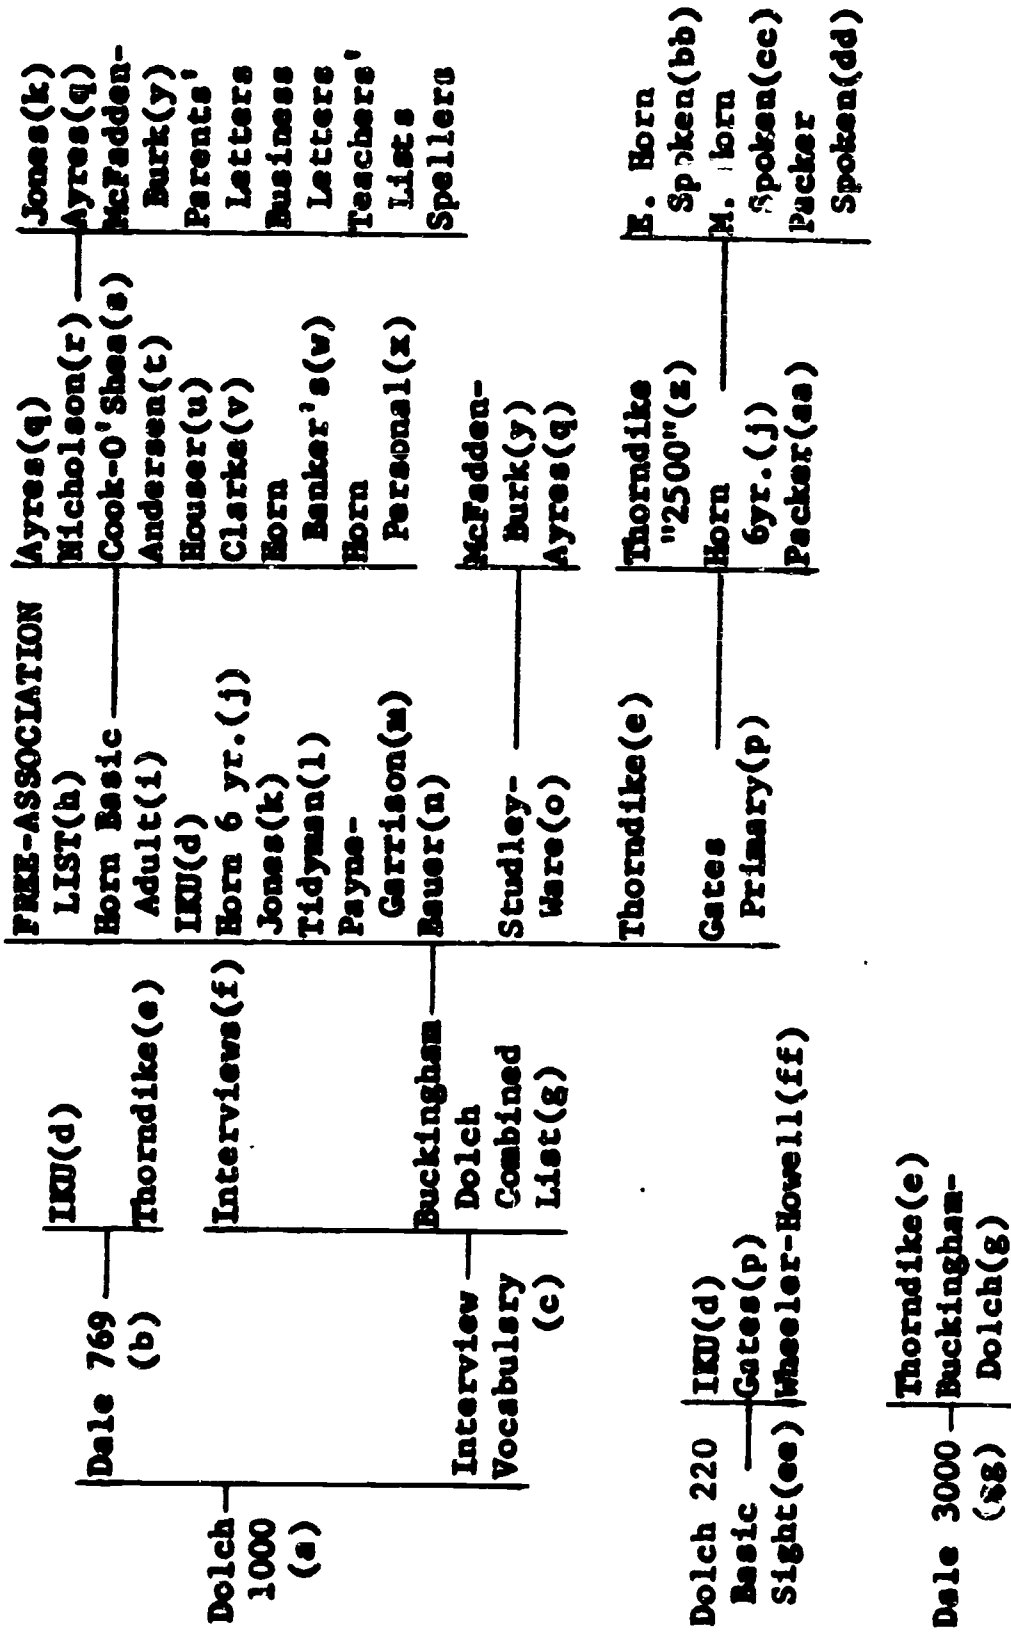 Dolch
1000
(a)
Dale 769
(b)
Interview
Vocabulsry
(c)
IKU(d)
Thorndike(e)
Interviews(f)
Buckingham
Dolch
Combined
List(g)
FREE-ASSOCIATION
LIST(h)
Horn Basic
Adult(i)
IKU(d)
Horn 6 yr.(j)
Jones(k)
Tidyman(l)
Payne-
Garrison(m)
Bauer(n)
Studley-
Ware(o)
Thorndike(e)
Gates
Primary(p)
Ayres(q)
Nicholson(r)
Cook-O'Shea(s)
Andersen(t)
Houser(u)
Clarke(v)
Horn
Banker's(w)
Horn
Personal(x)
McFadden-
Burk(y)
Ayres(q)
Thorndike
"2500"(z)
Horn
6yr.(j)
Packer(aa)
Jones(k)
Ayres(q)
McFadden-
Burk(y)
Parents'
Letters
Business
Letters
Teachers'
Lists
Spellers
E. Horn
Spoken(bb)
M. Horn
Spoken(cc)
Packer
Spoken(dd)
Dolch 220
Basic
Sight(ee)
IKU(d)
Gates(p)
Wheeler-Howell(ff)
Dale 3000
(gg)
Thorndike(e)
Buckingham-
Dolch(g)